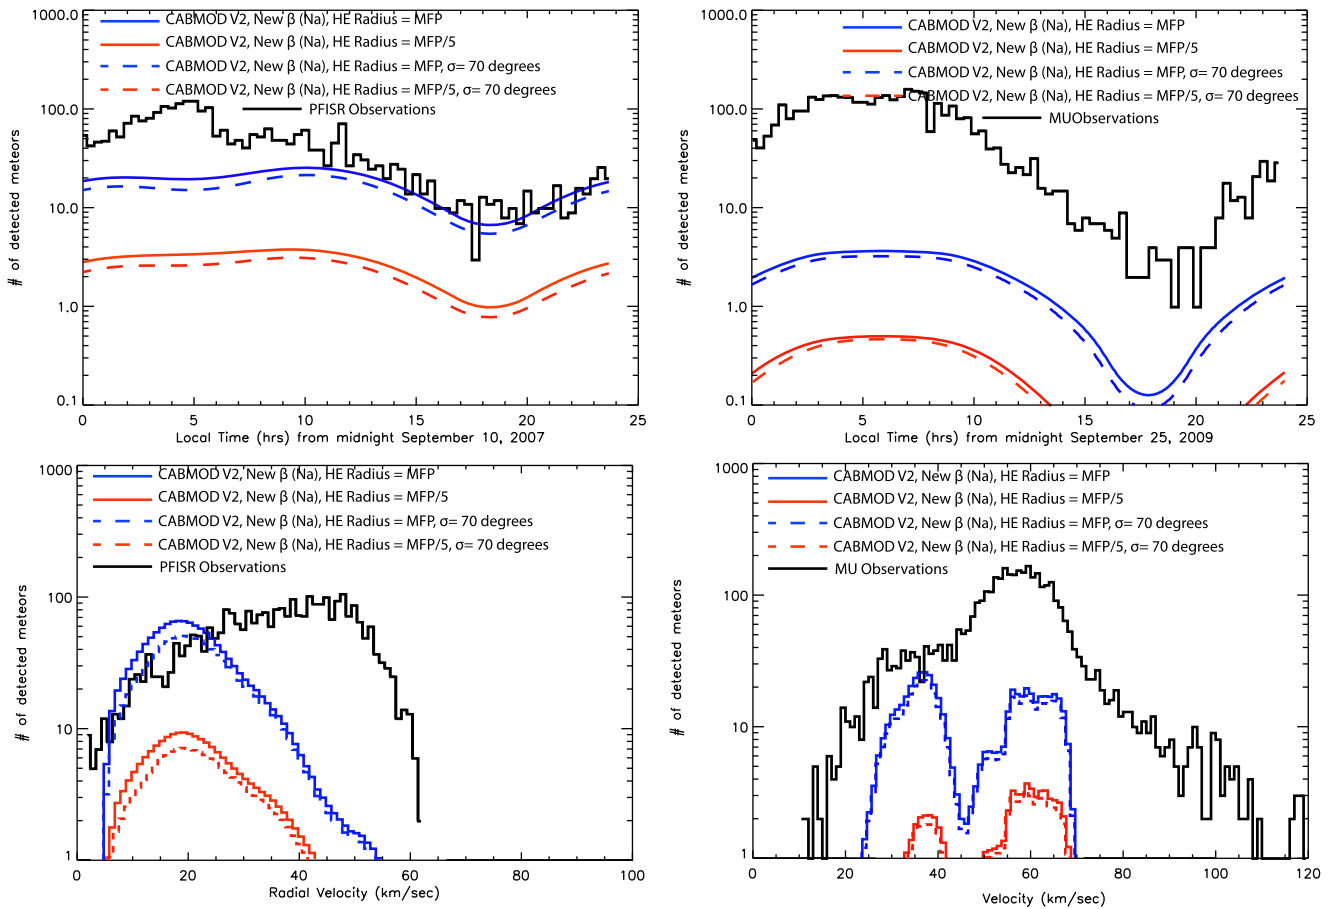 CABMOD V2, New β (Na), HE Radius = MFP
CABMOD V2, New β (Na), HE Radius = MFP/5
CABMOD V2, New β (Na), HE Radius = MFP, σ= 70 degrees
CABMOD V2, New β (Na), HE Radius = MFP/5, σ= 70 degrees
PFISR Observations
# of detected meteors
1000.0
100.0
10.0
1.0
0.1
0 5 10 15 20 25
Local Time (hrs) from midnight September 10, 2007
CABMOD V2, New β (Na), HE Radius = MFP
CABMOD V2, New β (Na), HE Radius = MFP/5
CABMOD V2, New β (Na), HE Radius = MFP, σ= 70 degrees
CABMOD V2, New β (Na), HE Radius = MFP/5, σ= 70 degrees
MUObservations
# of detected meteors
1000.0
100.0
10.0
1.0
0.1
0 5 10 15 20 25
Local Time (hrs) from midnight September 25, 2009
CABMOD V2, New β (Na), HE Radius = MFP
CABMOD V2, New β (Na), HE Radius = MFP/5
CABMOD V2, New β (Na), HE Radius = MFP, σ= 70 degrees
CABMOD V2, New β (Na), HE Radius = MFP/5, σ= 70 degrees
PFISR Observations
# of detected meteors
1000
100
10
1
0 20 40 60 80 100
Radial Velocity (km/sec)
CABMOD V2, New β (Na), HE Radius = MFP
CABMOD V2, New β (Na), HE Radius = MFP/5
CABMOD V2, New β (Na), HE Radius = MFP, σ= 70 degrees
CABMOD V2, New β (Na), HE Radius = MFP/5, σ= 70 degrees
MU Observations
# of detected meteors
1000
100
10
1
0 20 40 60 80 100 120
Velocity (km/sec)